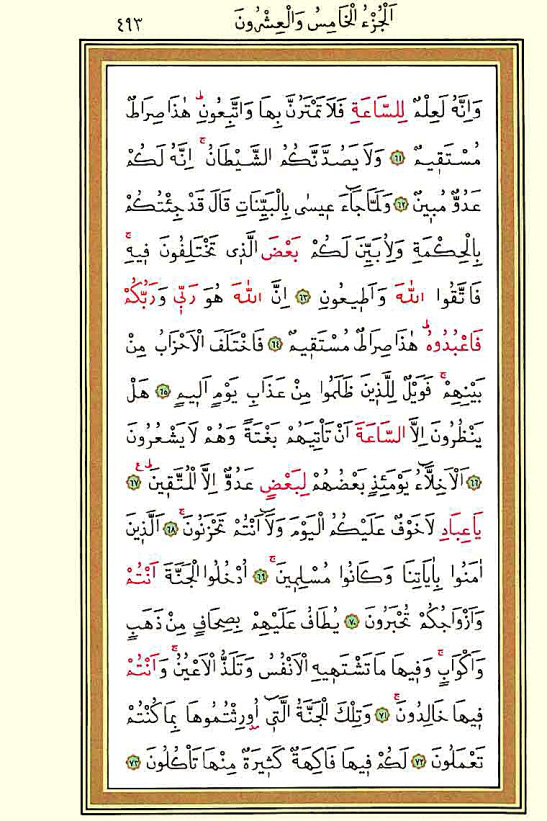 اَلْجُزْءُ الْخَامِسُ وَالْعِشْرُونَ ٤٩٣
وَاِنَّهُ لَعِلْمٌ لِلسَّاعَةِ فَلَا تَمْتَرُنَّ بِهَا وَاتَّبِعُونِۜ هٰذَا صِرَاطٌ
مُسْتَق۪يمٌ ﴿٦١﴾ وَلَا يَصُدَّنَّكُمُ الشَّيْطَانُۚ اِنَّهُ لَكُمْ
عَدُوٌّ مُب۪ينٌ ﴿٦٢﴾ وَلَمَّا جَٓاءَ ع۪يسٰى بِالْبَيِّنَاتِ قَالَ قَدْ جِئْتُكُمْ
بِالْحِكْمَةِ وَلِاُبَيِّنَ لَكُمْ بَعْضَ الَّذ۪ي تَخْتَلِفُونَ ف۪يهِۚ
فَاتَّقُوا اللّٰهَ وَاَط۪يعُونِ ﴿٦٣﴾ اِنَّ اللّٰهَ هُوَ رَبّ۪ي وَرَبُّكُمْ
فَاعْبُدُوهُۜ هٰذَا صِرَاطٌ مُسْتَق۪يمٌ ﴿٦٤﴾ فَاخْتَلَفَ الْاَحْزَابُ مِنْ
بَيْنِهِمْۚ فَوَيْلٌ لِلَّذ۪ينَ ظَلَمُوا مِنْ عَذَابِ يَوْمٍ اَل۪يمٍ ﴿٦٥﴾ هَلْ
يَنْظُرُونَ اِلَّا السَّاعَةَ اَنْ تَأْتِيَهُمْ بَغْتَةً وَهُمْ لَا يَشْعُرُونَ
﴿٦٦﴾ اَلْاَخِلَّٓاءُ يَوْمَئِذٍ بَعْضُهُمْ لِبَعْضٍ عَدُوٌّ اِلَّا الْمُتَّق۪ينَۜ ع ﴿٦٧﴾
يَا عِبَادِ لَا خَوْفٌ عَلَيْكُمُ الْيَوْمَ وَلَٓا اَنْتُمْ تَحْزَنُونَۚ ﴿٦٨﴾ اَلَّذ۪ينَ
اٰمَنُوا بِاٰيَاتِنَا وَكَانُوا مُسْلِم۪ينَۚ ﴿٦٩﴾ اُدْخُلُوا الْجَنَّةَ اَنْتُمْ
وَاَزْوَاجُكُمْ تُحْبَرُونَ ﴿٧٠﴾ يُطَافُ عَلَيْهِمْ بِصِحَافٍ مِنْ ذَهَبٍ
وَاَكْوَابٍۚ وَف۪يهَا مَا تَشْتَه۪يهِ الْاَنْفُسُ وَتَلَذُّ الْاَعْيُنُۚ وَاَنْتُمْ
ف۪يهَا خَالِدُونَۚ ﴿٧١﴾ وَتِلْكَ الْجَنَّةُ الَّت۪ٓي اُو۫رِثْتُمُوهَا بِمَا كُنْتُمْ
تَعْمَلُونَ ﴿٧٢﴾ لَكُمْ ف۪يهَا فَاكِهَةٌ كَث۪يرَةٌ مِنْهَا تَأْكُلُونَ ﴿٧٣﴾